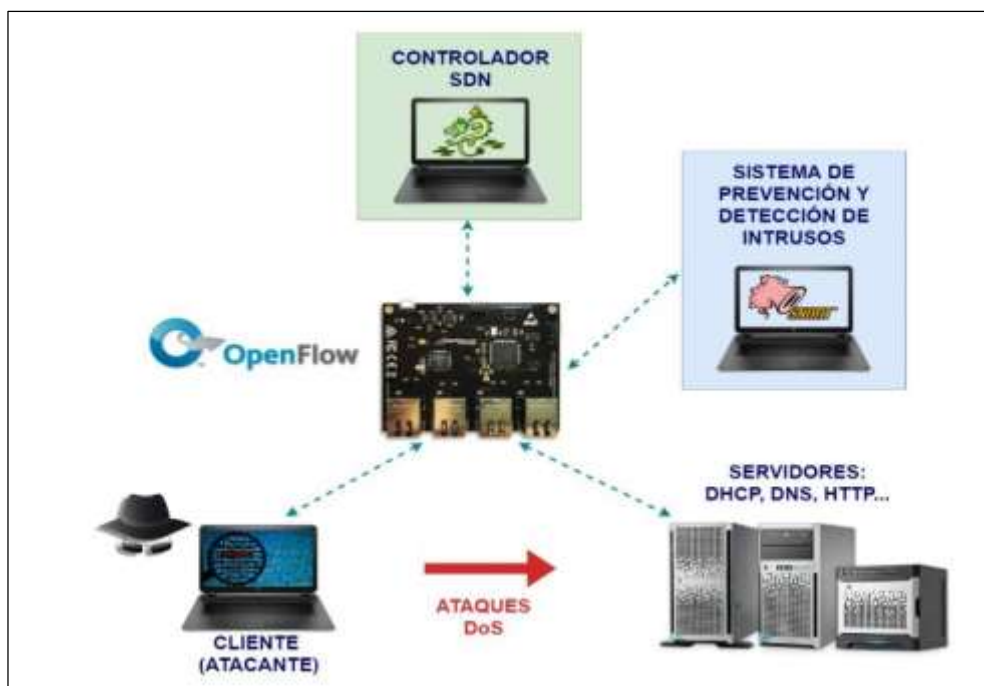 CONTROLADOR
SDN
SISTEMA DE
PREVENCIÓN Y
DETECCIÓN DE
INTRUSOS
OpenFlow
SERVIDORES:
DHCP, DNS, HTTP...
ATAQUES
DoS
CLIENTE
(ATACANTE)